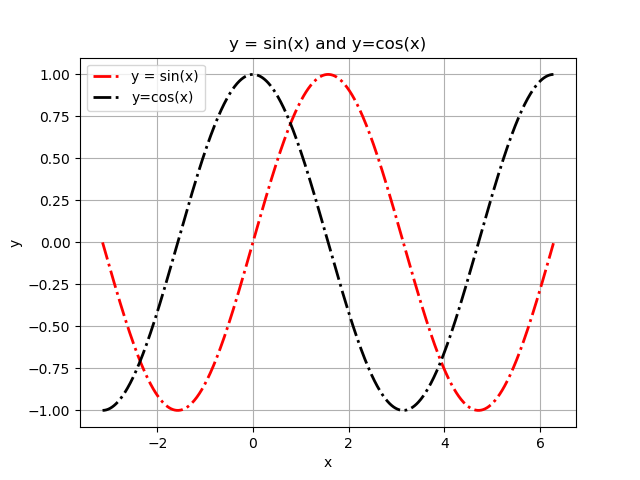 y = sin(x) and y=cos(x)
y = sin(x)
y=cos(x)
1.00
0.75
0.50
0.25
0.00
−0.25
−0.50
−0.75
−1.00
y
−2 0 2 4 6
x